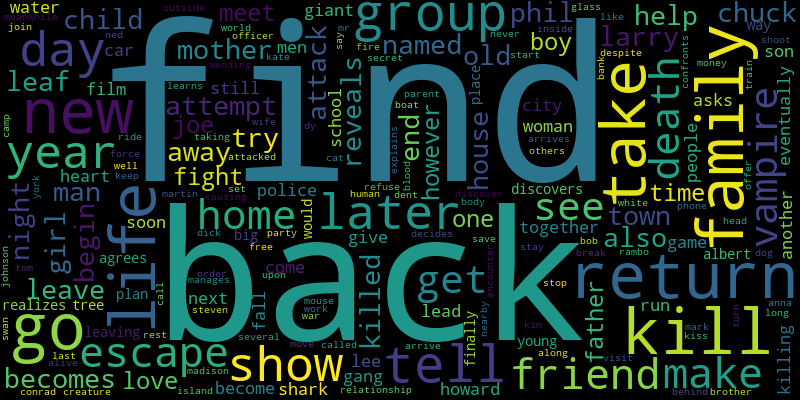 find
back
family
take
return
kill
go
group
new
life
day
year
show
later
friend
get
tell
make
home
escape
see
vampire
death
one
away
fight
try
child
mother
attempt
named
old
attack
reveals
meet
giant
phil
boy
help
larry
chuck
water
joe
leaf
film
car
men
still
school
house
end
however
woman
city
town
also
time
people
asks
son
another
eventually
way
night
man
girl
begin
soon
leave
realizes
tree
becomes
love
plan
agrees
police
heart
killed
give
big
come
next
fall
lead
young
father
run
together
discovers
game
albert
killing
gang
lee
howard
shark
become
finally
place
would
outside
meanwhile
join
ned
officer
world
learns
wedding
kate
mr
fire
secret
say
never
glass
inside
like
start
despite
bank
confronts
money
train
shoot
offer
arrives
others
parent
boat
cat
dy
wife
taking
attacked
ride
force
well
keep
camp
york
martin
set
causing
human
refuse
dent
blood
explains
discover
body
white
phone
head
dog
tom
johnson
swan
last
alive
rest
call
dick
party
free
order
upon
manages
steven
mouse
work
war
several
move
called
arrive
madison
island
relationship
conrad
creature
leaving
decides
save
stay
bob
break
rambo
encounter
nearby
stop
kim
along
visit
mark
kiss
turn
anna
long
behind
brother